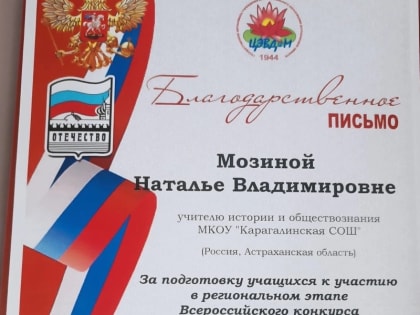 ЦЭВДиМ
1944
Благодарственное
ПИСЬМО
ОТЕЧЕСТВО
Мозиной
Наталье Владимировне
учителю истории и обществознания
МКОУ "Карагалинская СОШ"
(Россия, Астраханская область)
За подготовку учащихся к участию
в региональном этапе
Всероссийского конкурса